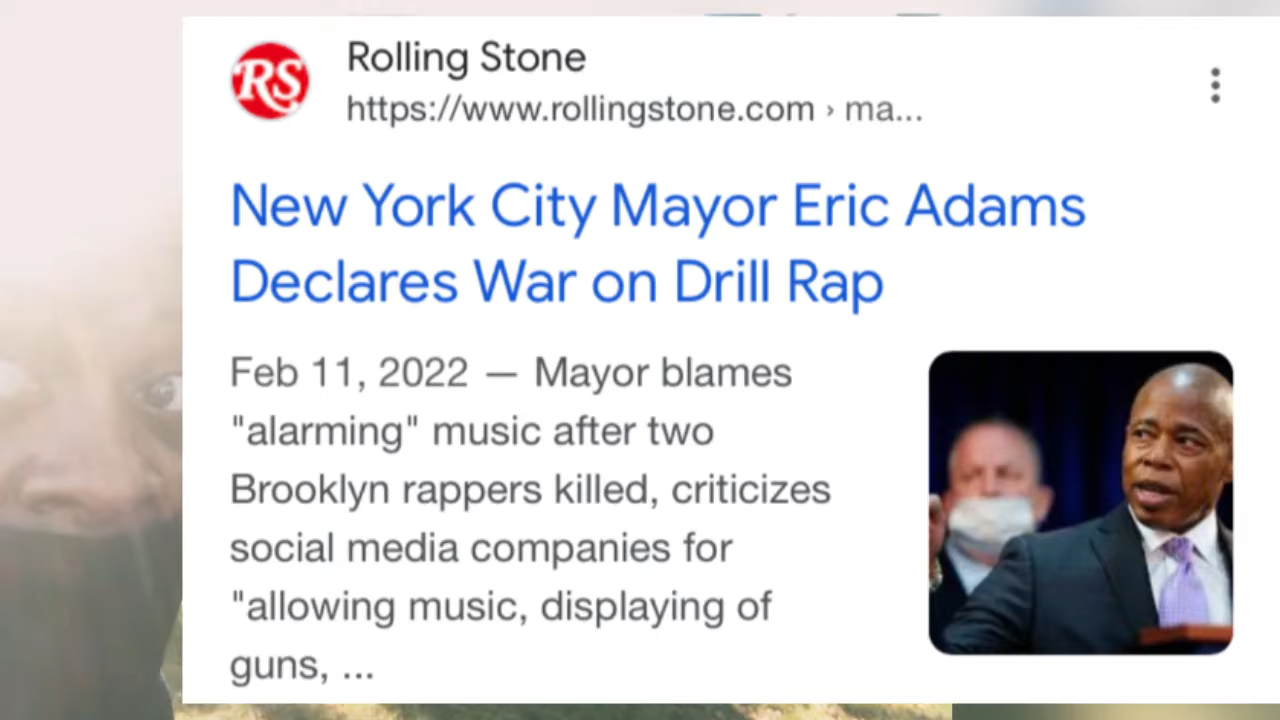 RS
Rolling Stone
https://www.rollingstone.com › ma...
New York City Mayor Eric Adams
Declares War on Drill Rap
Feb 11, 2022 — Mayor blames
"alarming" music after two
Brooklyn rappers killed, criticizes
social media companies for
"allowing music, displaying of
guns, ...